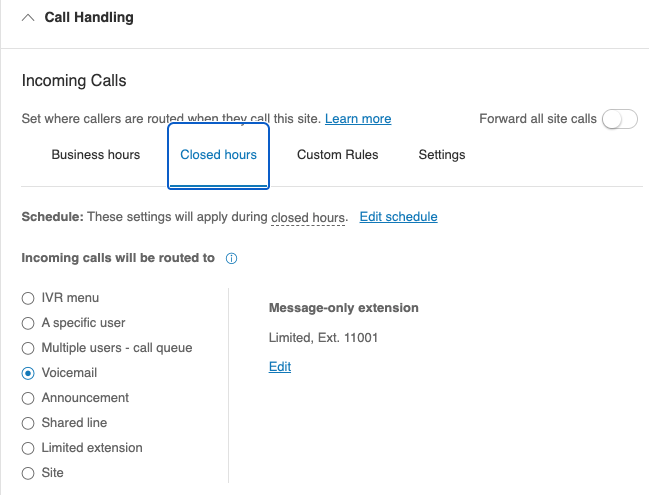 Call Handling
Incoming Calls
Set where callers are routed when they call this site. Learn more
Forward all site calls
Business hours
Closed hours
Custom Rules
Settings
Schedule: These settings will apply during closed hours. Edit schedule
Incoming calls will be routed to
IVR menu
A specific user
Multiple users - call queue
Voicemail
Announcement
Shared line
Limited extension
Site
Message-only extension
Limited, Ext. 11001
Edit